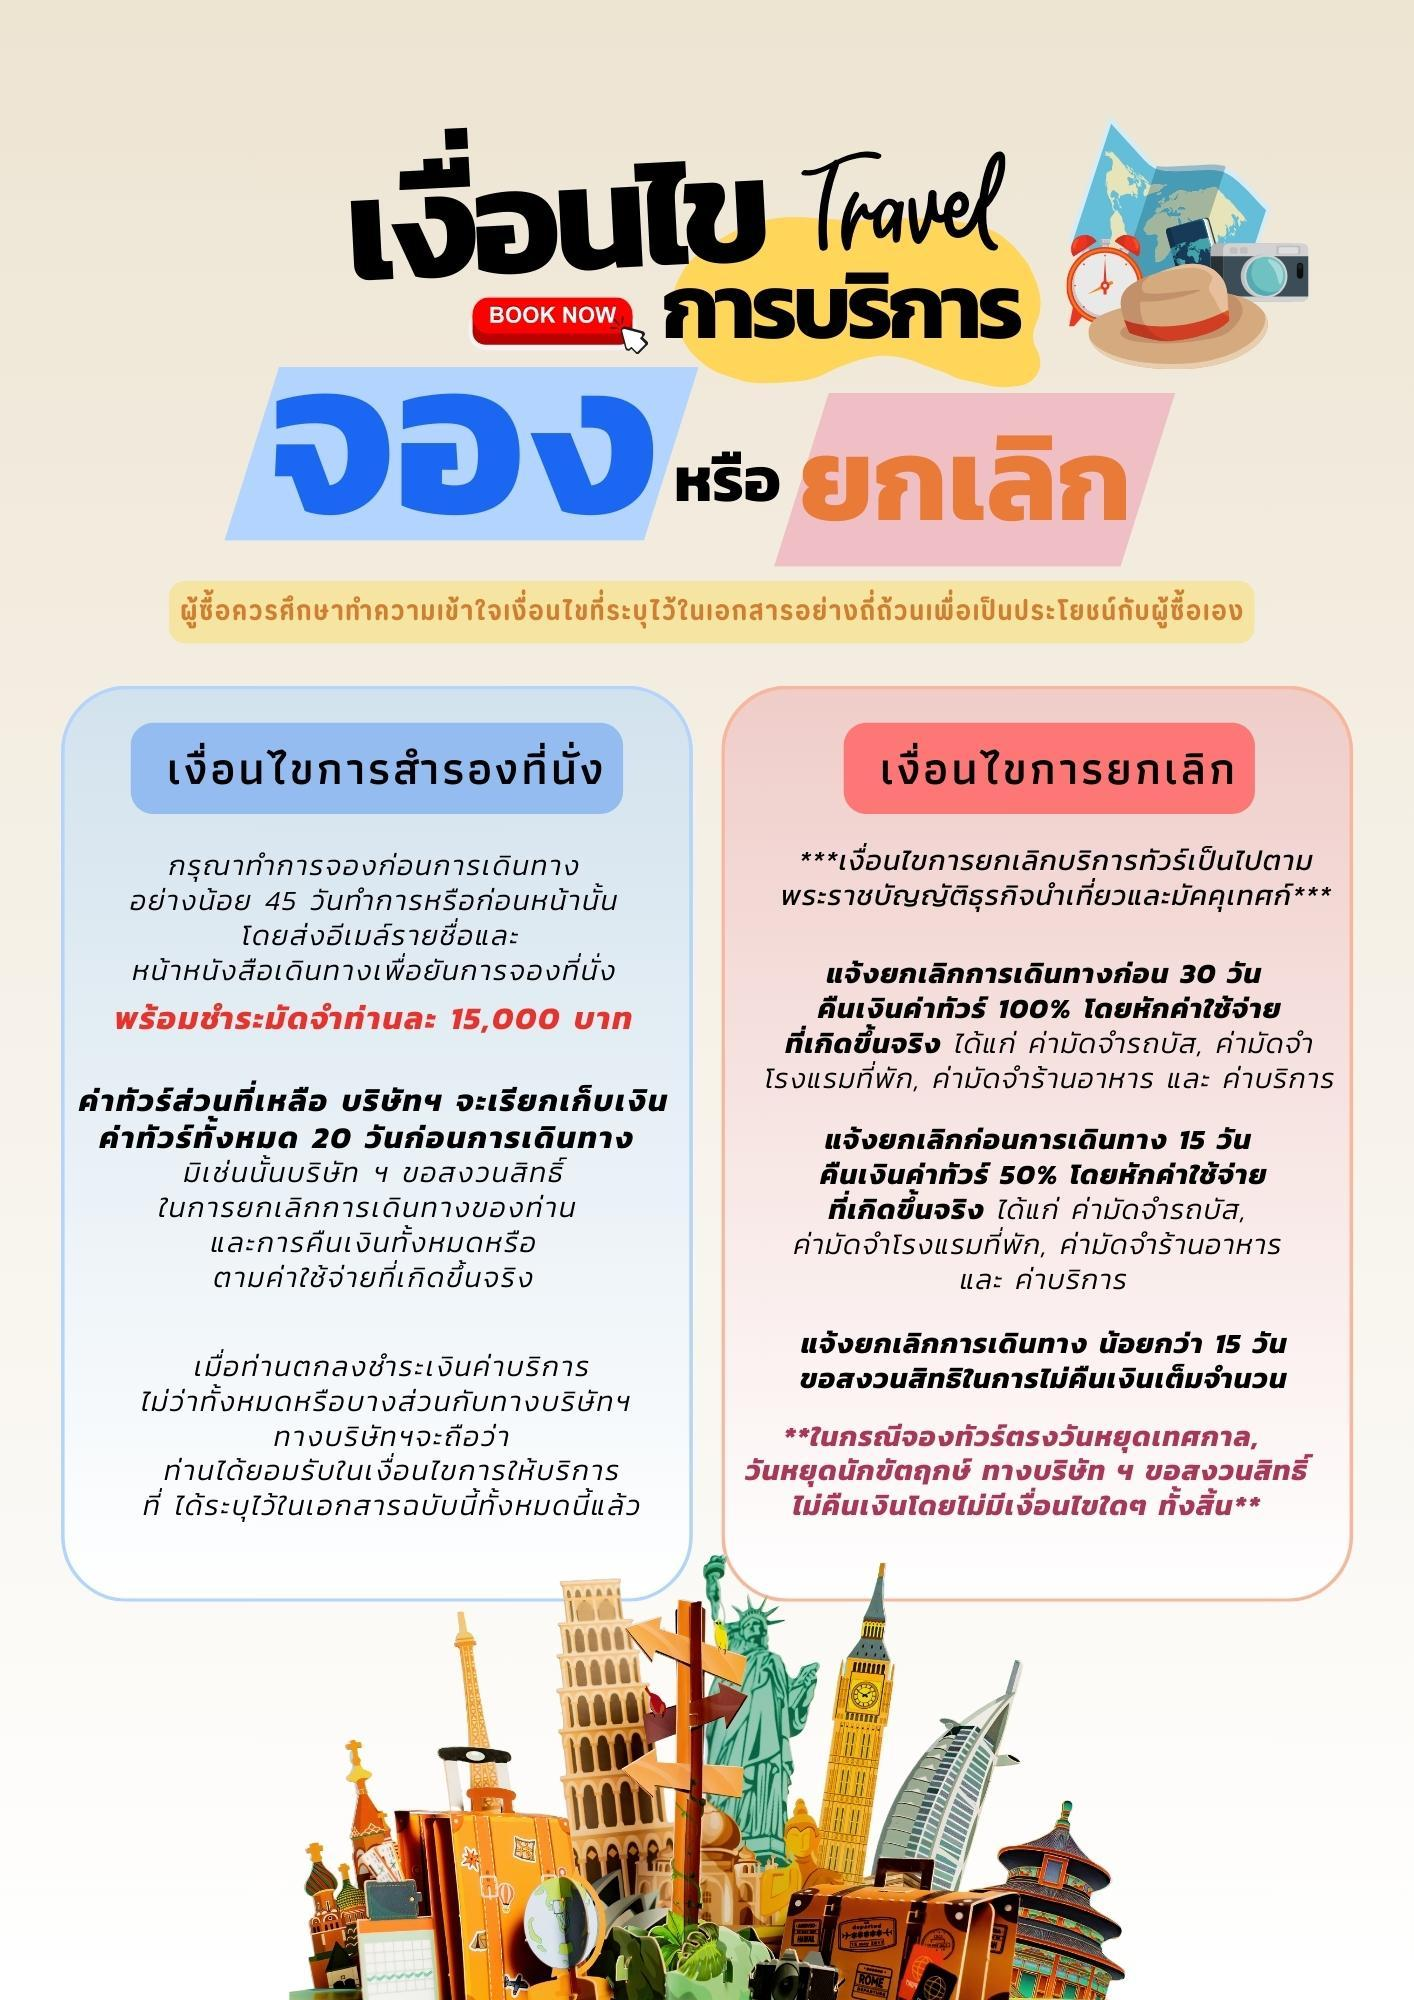 เงื่อนไข Travel
BOOK NOW การบริการ
จอง หรือ ยกเลิก
ผู้ซื้อควรศึกษาทำความเข้าใจเงื่อนไขที่ระบุไว้ในเอกสารอย่างถี่ถ้วนเพื่อเป็นประโยชน์กับผู้ซื้อเอง
เงื่อนไขการสำรองที่นั่ง
กรุณาทำการจองก่อนการเดินทาง
อย่างน้อย 45 วันทำการหรือก่อนหน้านั้น
โดยส่งอีเมล์รายชื่อและ
หน้าหนังสือเดินทางเพื่อยันการจองที่นั่ง
พร้อมชำระมัดจำท่านละ 15,000 บาท
ค่าทัวร์ส่วนที่เหลือ บริษัทฯ จะเรียกเก็บเงิน
ค่าทัวร์ทั้งหมด 20 วันก่อนการเดินทาง
มิเช่นนั้นบริษัท ฯ ขอสงวนสิทธิ์
ในการยกเลิกการเดินทางของท่าน
และการคืนเงินทั้งหมดหรือ
ตามค่าใช้จ่ายที่เกิดขึ้นจริง
เมื่อท่านตกลงชำระเงินค่าบริการ
ไม่ว่าทั้งหมดหรือบางส่วนกับทางบริษัทฯ
ทางบริษัทฯจะถือว่า
ท่านได้ยอมรับในเงื่อนไขการให้บริการ
ที่ ได้ระบุไว้ในเอกสารฉบับนี้ทั้งหมดนี้แล้ว
เงื่อนไขการยกเลิก
***เงื่อนไขการยกเลิกบริการทัวร์เป็นไปตาม
พระราชบัญญัติธุรกิจนำเที่ยวและมัคคุเทศก์***
แจ้งยกเลิกการเดินทางก่อน 30 วัน
คืนเงินค่าทัวร์ 100% โดยหักค่าใช้จ่าย
ที่เกิดขึ้นจริง ได้แก่ ค่ามัดจำรถบัส, ค่ามัดจำ
โรงแรมที่พัก, ค่ามัดจำร้านอาหาร และ ค่าบริการ
แจ้งยกเลิกก่อนการเดินทาง 15 วัน
คืนเงินค่าทัวร์ 50% โดยหักค่าใช้จ่าย
ที่เกิดขึ้นจริง ได้แก่ ค่ามัดจำรถบัส,
ค่ามัดจำโรงแรมที่พัก, ค่ามัดจำร้านอาหาร
และ ค่าบริการ
แจ้งยกเลิกการเดินทาง น้อยกว่า 15 วัน
ขอสงวนสิทธิในการไม่คืนเงินเต็มจำนวน
**ในกรณีจองทัวร์ตรงวันหยุดเทศกาล,
วันหยุดนักขัตฤกษ์ ทางบริษัท ฯ ขอสงวนสิทธิ์
ไม่คืนเงินโดยไม่มีเงื่อนไขใดๆ ทั้งสิ้น**
departed
ROME